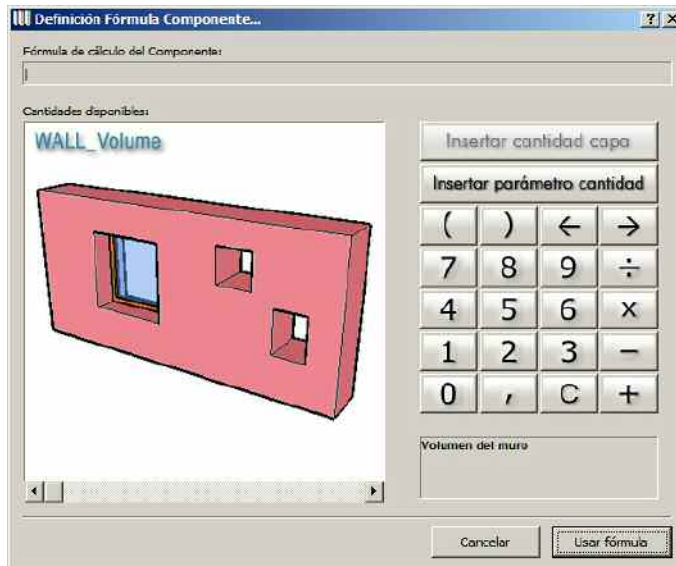 Definición Fórmula Componente...
Fórmula de cálculo del Componente:
Cantidades disponibles:
WALL_Volume
Insertar cantidad capa
Insertar parámetro cantidad
( ) ← →
7 8 9 ÷
4 5 6 x
1 2 3 −
0 , C +
Volumen del muro
Cancelar
Usar fórmula